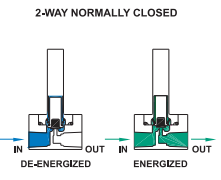 2-WAY NORMALLY CLOSED
IN OUT IN OUT
DE-ENERGIZED ENERGIZED